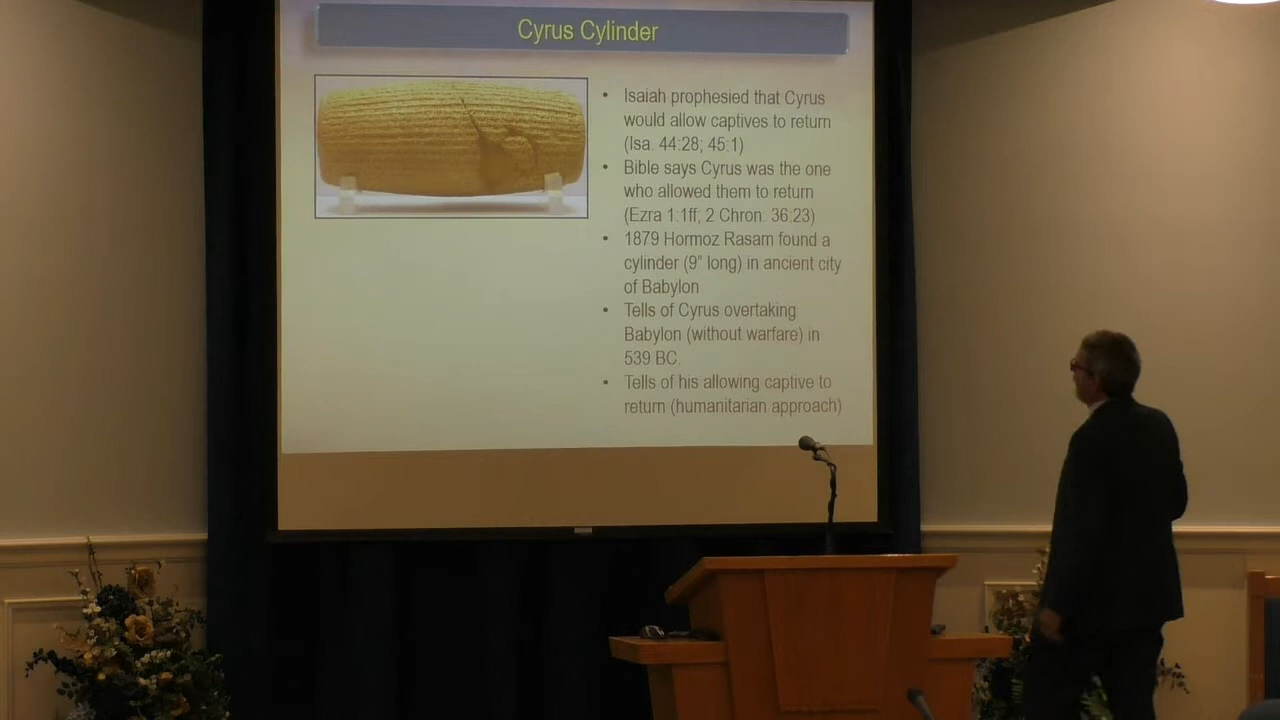 Cyrus Cylinder
• Isaiah prophesied that Cyrus
would allow captives to return
(Isa. 44:28; 45:1)
• Bible says Cyrus was the one
who allowed them to return
(Ezra 1:1ff; 2 Chron. 36:23)
• 1879 Hormoz Rasam found a
cylinder (9" long) in ancient city
of Babylon
• Tells of Cyrus overtaking
Babylon (without warfare) in
539 BC.
• Tells of his allowing captive to
return (humanitarian approach)